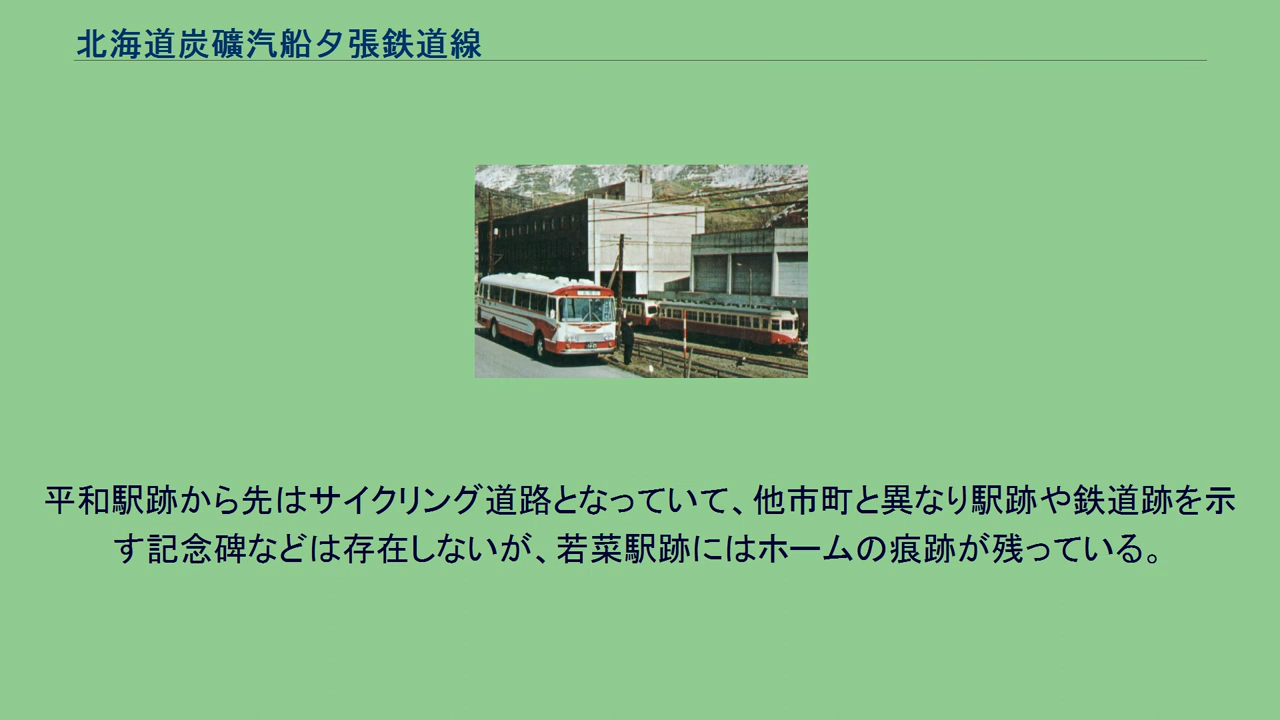 北海道炭礦汽船夕張鉄道線
平和駅跡から先はサイクリング道路となっていて、他市町と異なり駅跡や鉄道跡を示
す記念碑などは存在しないが、若菜駅跡にはホームの痕跡が残っている。